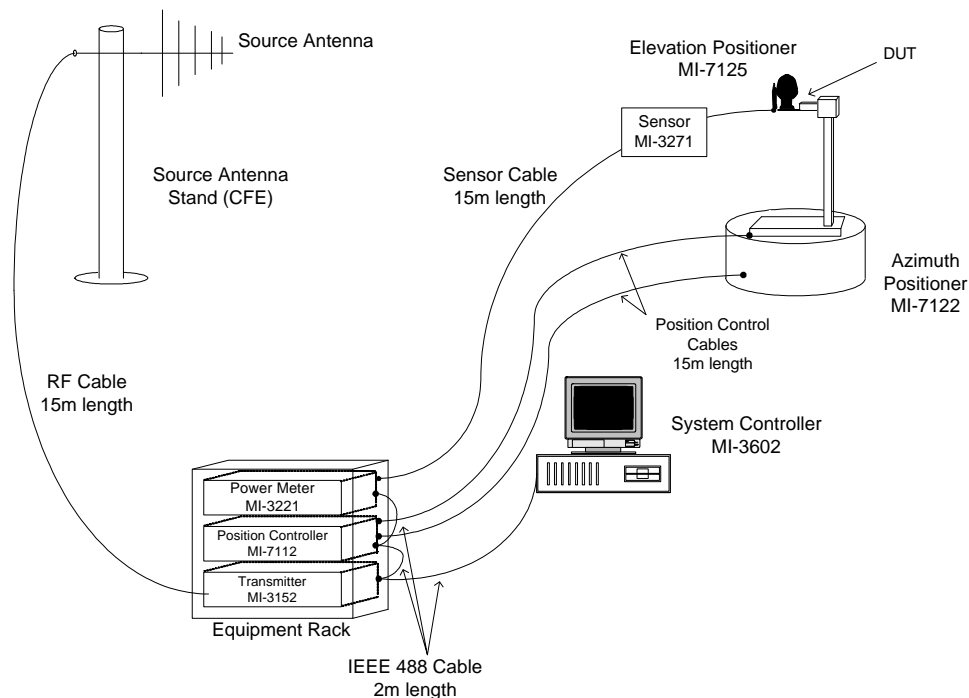 Source Antenna
Elevation Positioner
MI-7125
DUT
Sensor
MI-3271
Source Antenna
Stand (CFE)
Sensor Cable
15m length
Azimuth
Positioner
MI-7122
Position Control
Cables
15m length
RF Cable
15m length
System Controller
MI-3602
Power Meter
MI-3221
Position Controller
MI-7112
Transmitter
MI-3152
Equipment Rack
IEEE 488 Cable
2m length